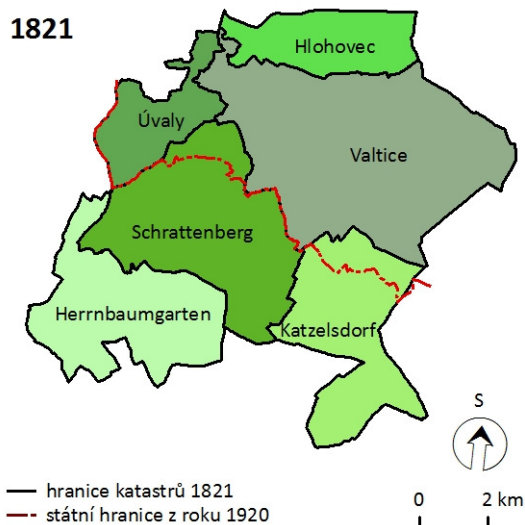 1821
Hlohovec
Úvaly
Valtice
Schrattenberg
Herrnbaumgarten
Katzelsdorf
S
hranice katastrů 1821
státní hranice z roku 1920
0 2 km